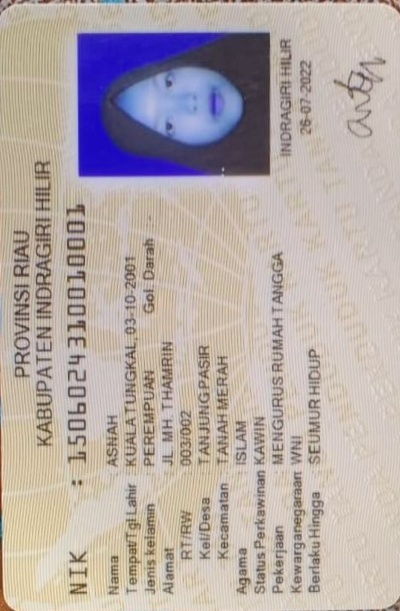 PROVINSI RIAU
KABUPATEN INDRAGIRI HILIR
NIK : 1506024310010001
Nama : ASNAH
Tempat/Tgl Lahir : KUALA TUNGKAL, 03-10-2001
Jenis kelamin : PEREMPUAN Gol. Darah : -
Alamat : JL. MH. THAMRIN
RT/RW : 003/002
Kel/Desa : TANJUNG PASIR
Kecamatan : TANAH MERAH
Agama : ISLAM
Status Perkawinan: KAWIN
Pekerjaan : MENGURUS RUMAH TANGGA
Kewarganegaraan: WNI
Berlaku Hingga : SEUMUR HIDUP
INDRAGIRI HILIR
26-07-2022